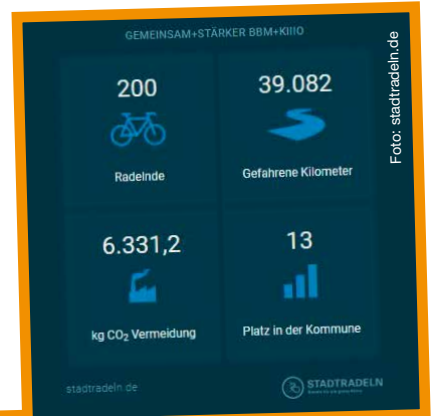 GEMEINSAM+STÄRKER BBM+KIIIO
200
Radelnde
39.082
Gefahrene Kilometer
6.331,2
kg CO₂ Vermeidung
13
Platz in der Kommune
stadtradeln.de
STADTRADELN
Foto: stadtradeln.de